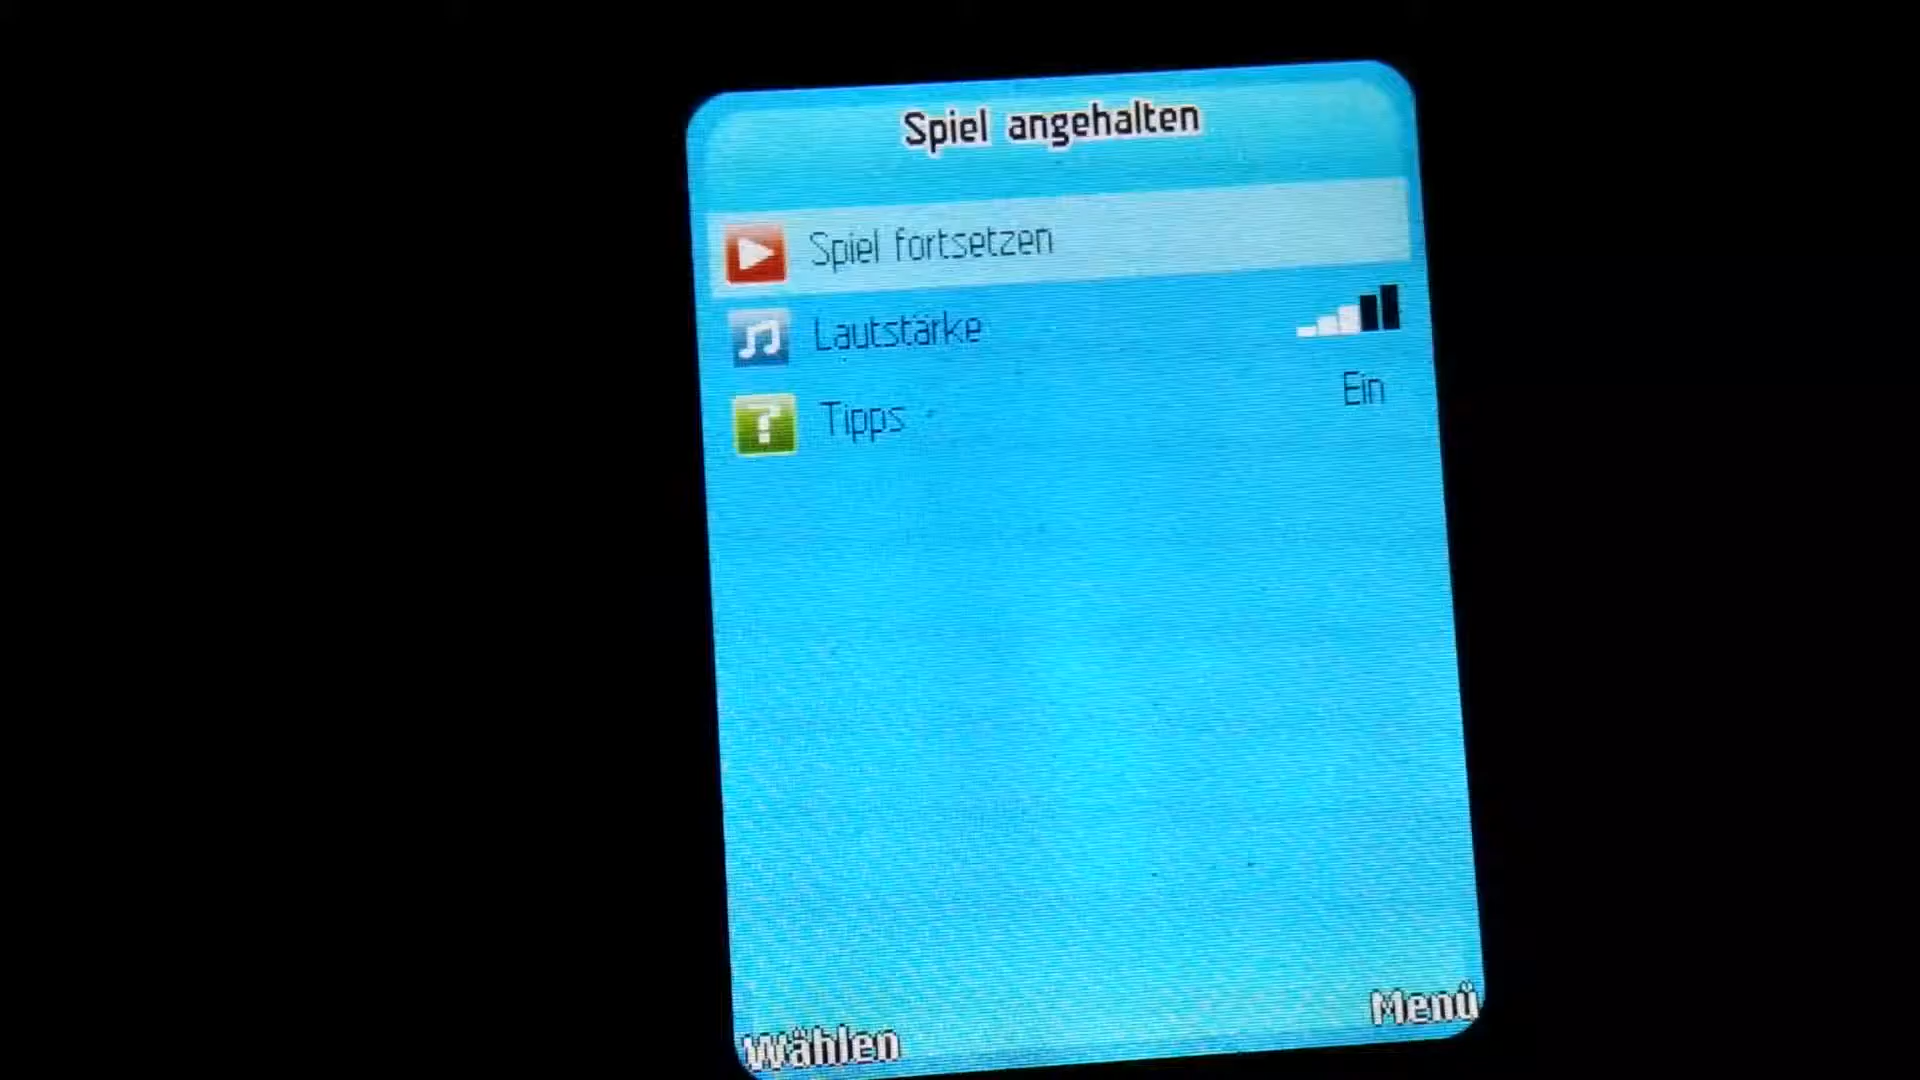 Spiel angehalten
Spiel fortsetzen
Lautstärke
Tipps Ein
Wählen Menü